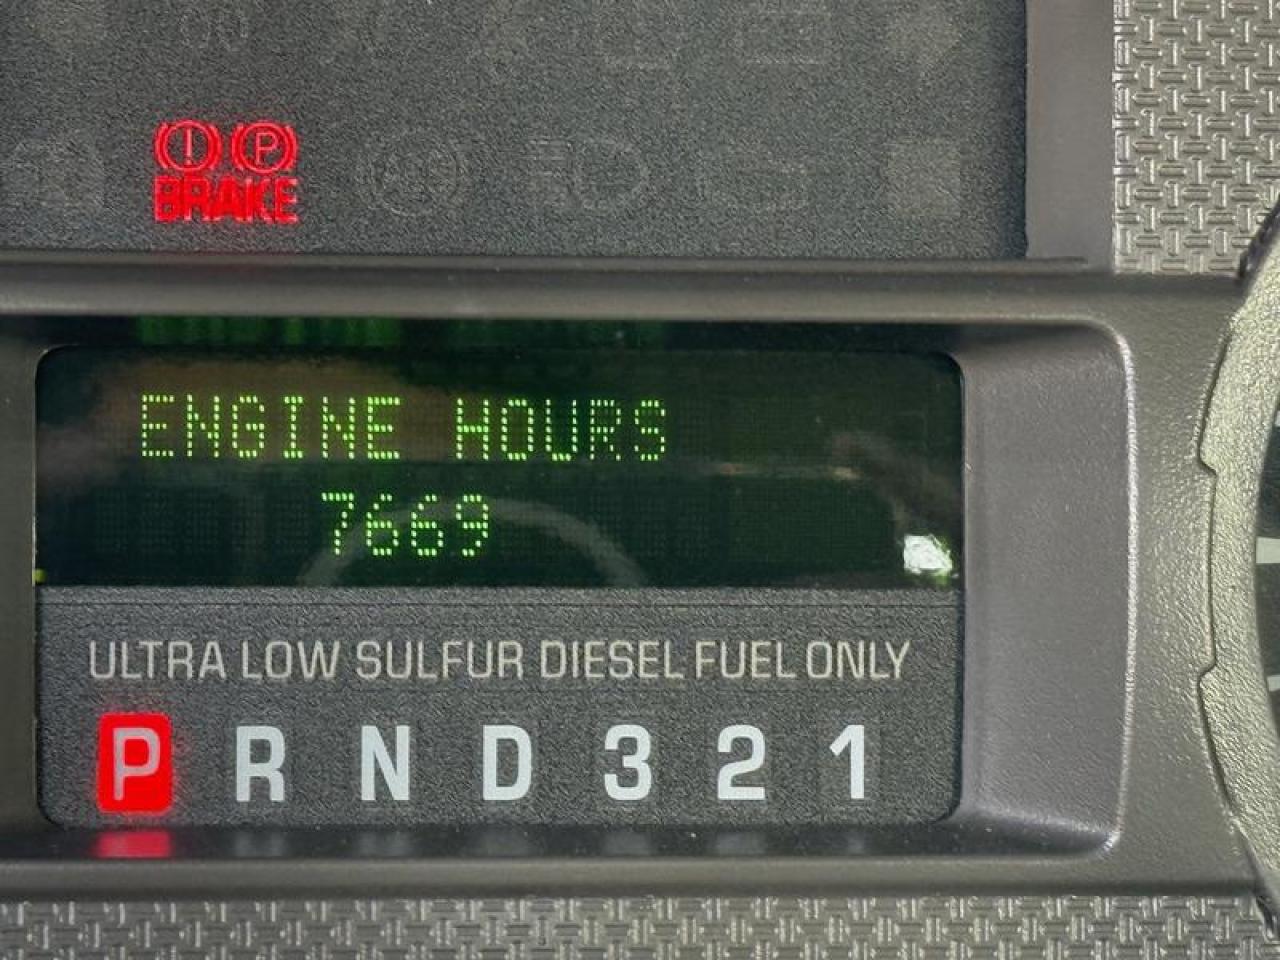 ! P
BRAKE
ENGINE HOURS
7669
ULTRA LOW SULFUR DIESEL FUEL ONLY
P R N D 3 2 1